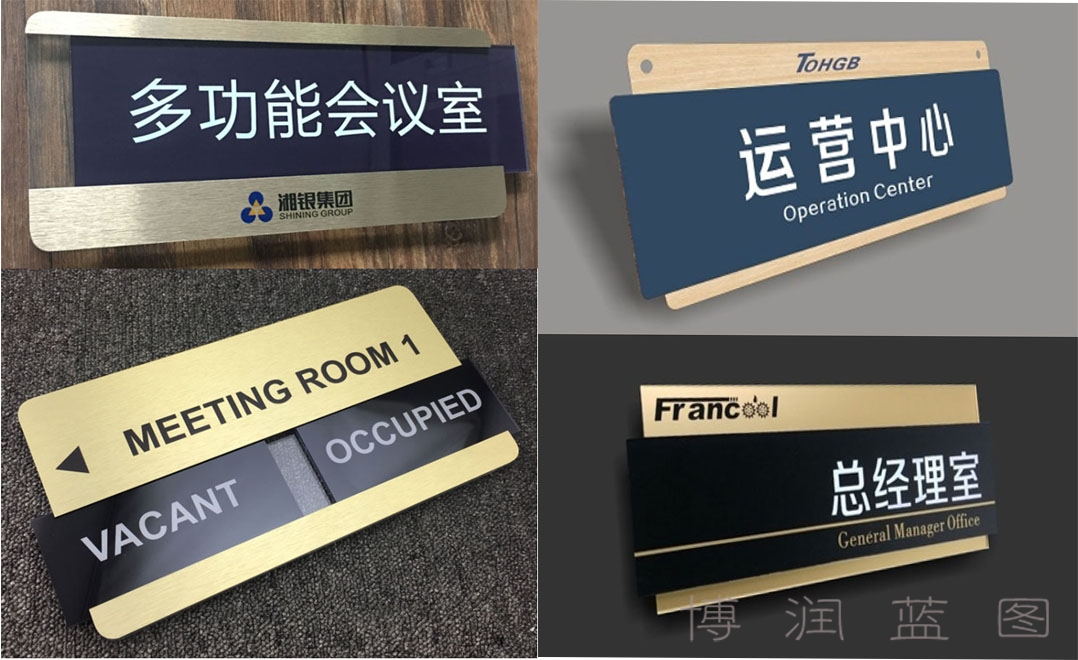 多功能会议室
湘银集团
SHINING GROUP
TOHGB
运营中心
Operation Center
MEETING ROOM 1
VACANT
OCCUPIED
Francool
总经理室
General Manager Office
博润蓝图